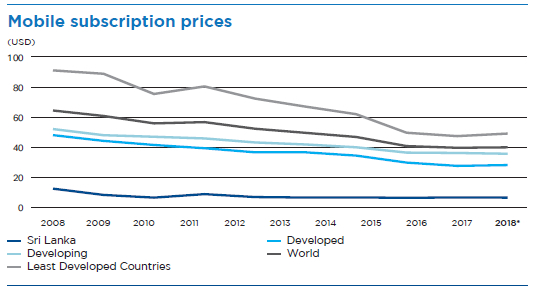 Mobile subscription prices
(USD)
100
80
60
40
20
0
2008 2009 2010 2011 2012 2013 2014 2015 2016 2017 2018*
Sri Lanka Developed
Developing World
Least Developed Countries